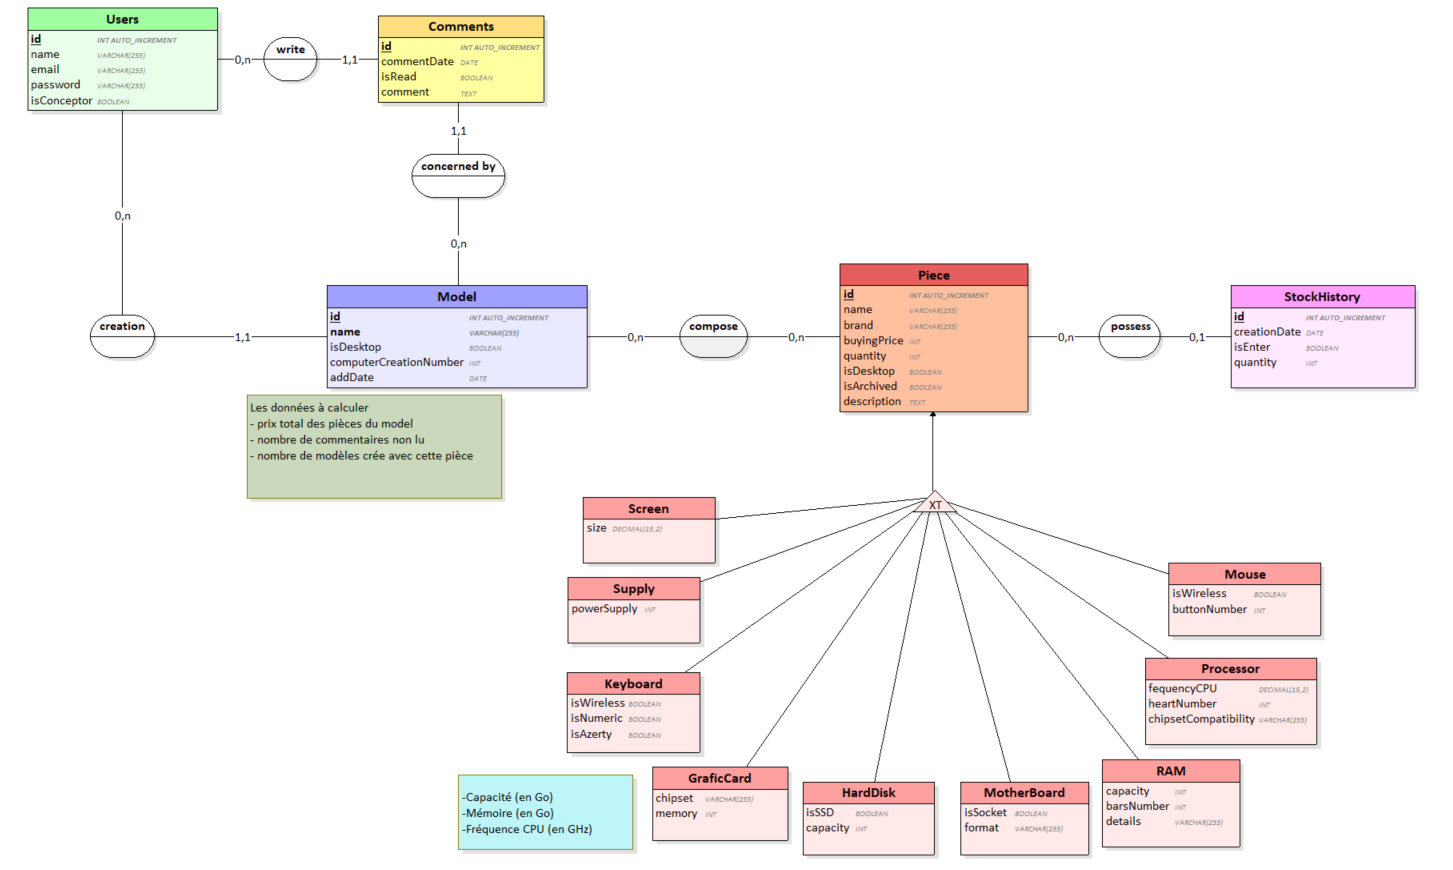 Users
id INT AUTO_INCREMENT
name VARCHAR(255)
email VARCHAR(255)
password VARCHAR(255)
isConceptor BOOLEAN
0,n
write
1,1
Comments
id INT AUTO_INCREMENT
commentDate DATE
isRead BOOLEAN
comment TEXT
1,1
concerned by
0,n
0,n
creation
1,1
Model
id INT AUTO_INCREMENT
name VARCHAR(255)
isDesktop BOOLEAN
computerCreationNumber INT
addDate DATE
0,n
compose
0,n
Piece
id INT AUTO_INCREMENT
name VARCHAR(255)
brand VARCHAR(255)
buyingPrice INT
quantity INT
isDesktop BOOLEAN
isArchived BOOLEAN
description TEXT
0,n
possess
0,1
StockHistory
id INT AUTO_INCREMENT
creationDate DATE
isEnter BOOLEAN
quantity INT
Les données à calculer
- prix total des pièces du model
- nombre de commentaires non lu
- nombre de modèles crée avec cette pièce
XT
Screen
size DECIMAL(15,2)
Supply
powerSupply INT
Keyboard
isWireless BOOLEAN
isNumeric BOOLEAN
isAzerty BOOLEAN
GraficCard
chipset VARCHAR(255)
memory INT
HardDisk
isSSD BOOLEAN
capacity INT
MotherBoard
isSocket BOOLEAN
format VARCHAR(255)
RAM
capacity INT
barsNumber INT
details VARCHAR(255)
Processor
fequencyCPU DECIMAL(15,2)
heartNumber INT
chipsetCompatibility VARCHAR(255)
Mouse
isWireless BOOLEAN
buttonNumber INT
-Capacité (en Go)
-Mémoire (en Go)
-Fréquence CPU (en GHz)